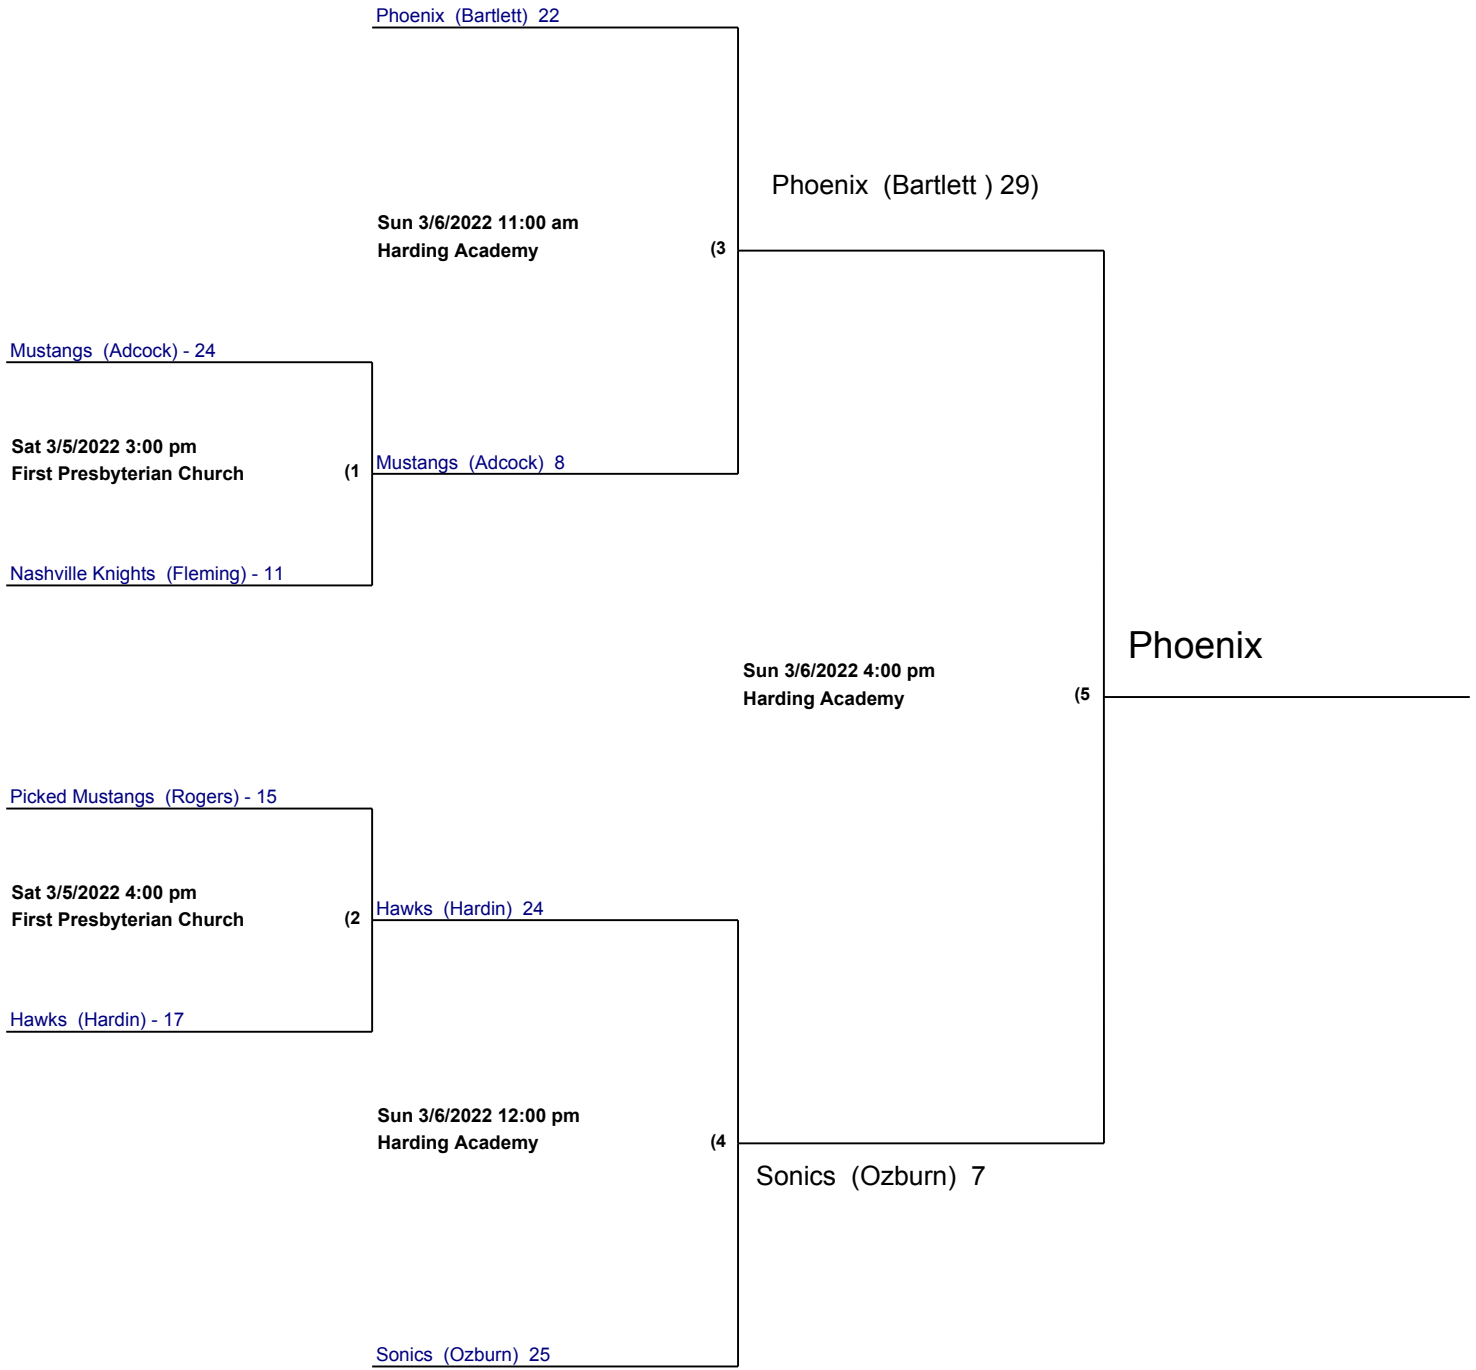 Phoenix  (Bartlett)  22
Phoenix  (Bartlett ) 29)
Sun 3/6/2022 11:00 am
Harding Academy (3
Mustangs  (Adcock) - 24
Sat 3/5/2022 3:00 pm
First Presbyterian Church (1
Mustangs  (Adcock)  8
Nashville Knights  (Fleming) - 11
Phoenix
Sun 3/6/2022 4:00 pm
Harding Academy (5
Picked Mustangs  (Rogers) - 15
Sat 3/5/2022 4:00 pm
First Presbyterian Church (2
Hawks  (Hardin)  24
Hawks  (Hardin) - 17
Sun 3/6/2022 12:00 pm
Harding Academy (4
Sonics  (Ozburn)  7
Sonics  (Ozburn)  25